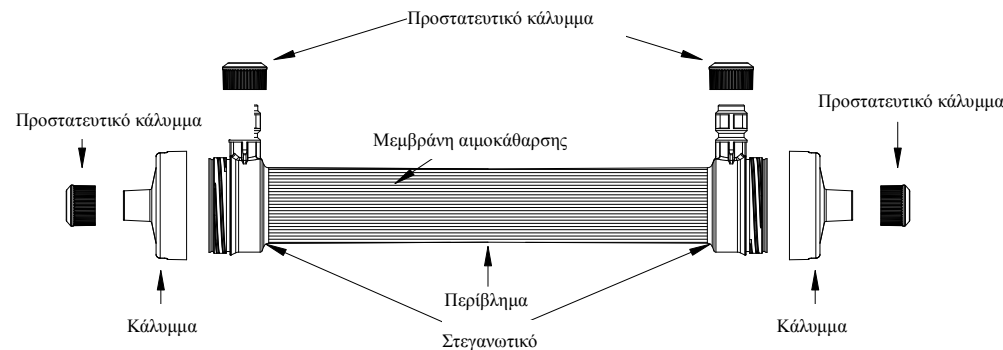 Προστατευτικό κάλυμμα
Προστατευτικό κάλυμμα
Προστατευτικό κάλυμμα
Μεμβράνη αιμοκάθαρσης
Περίβλημα
Κάλυμμα
Κάλυμμα
Στεγανωτικό